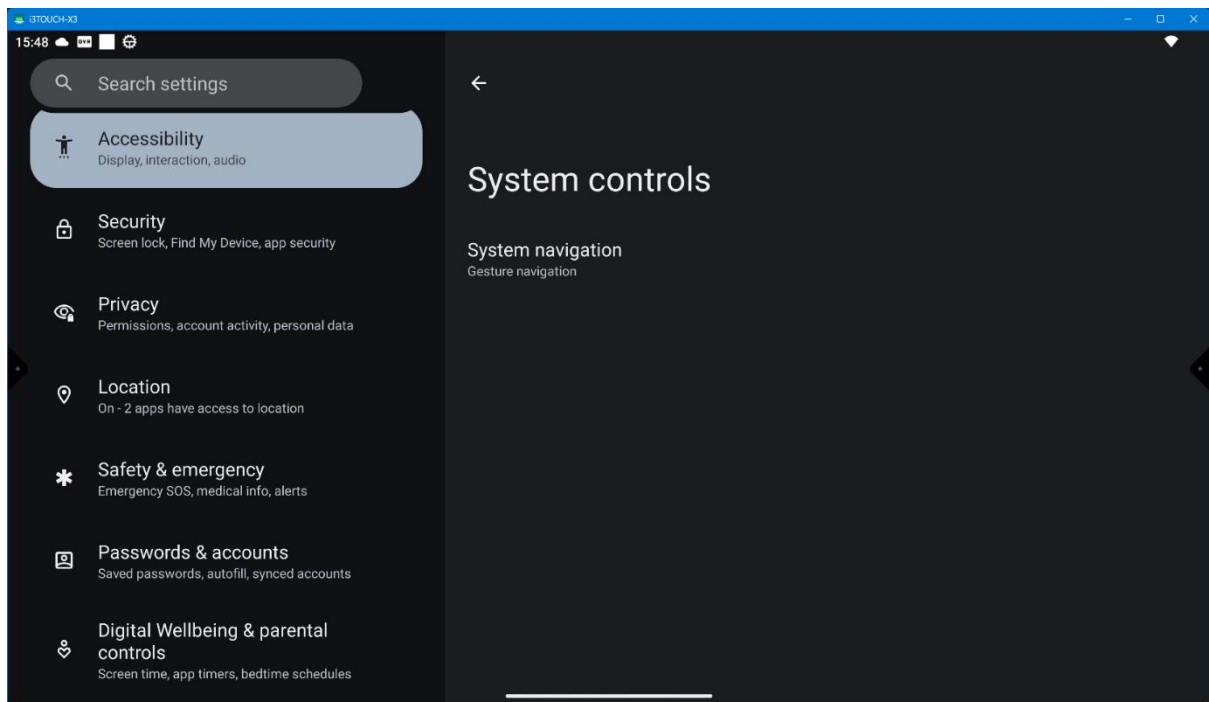 i3TOUCH-X3
15:48
DVR
Search settings
Accessibility
Display, interaction, audio
Security
Screen lock, Find My Device, app security
Privacy
Permissions, account activity, personal data
Location
On - 2 apps have access to location
Safety & emergency
Emergency SOS, medical info, alerts
Passwords & accounts
Saved passwords, autofill, synced accounts
Digital Wellbeing & parental
controls
Screen time, app timers, bedtime schedules
System controls
System navigation
Gesture navigation